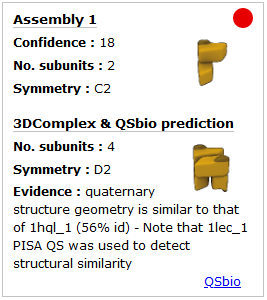 Assembly 1
Confidence : 18
No. subunits : 2
Symmetry : C2
3DComplex & QSbio prediction
No. subunits : 4
Symmetry : D2
Evidence : quaternary
structure geometry is similar to that
of 1hql_1 (56% id) - Note that 1lec_1
PISA QS was used to detect
structural similarity
QSbio